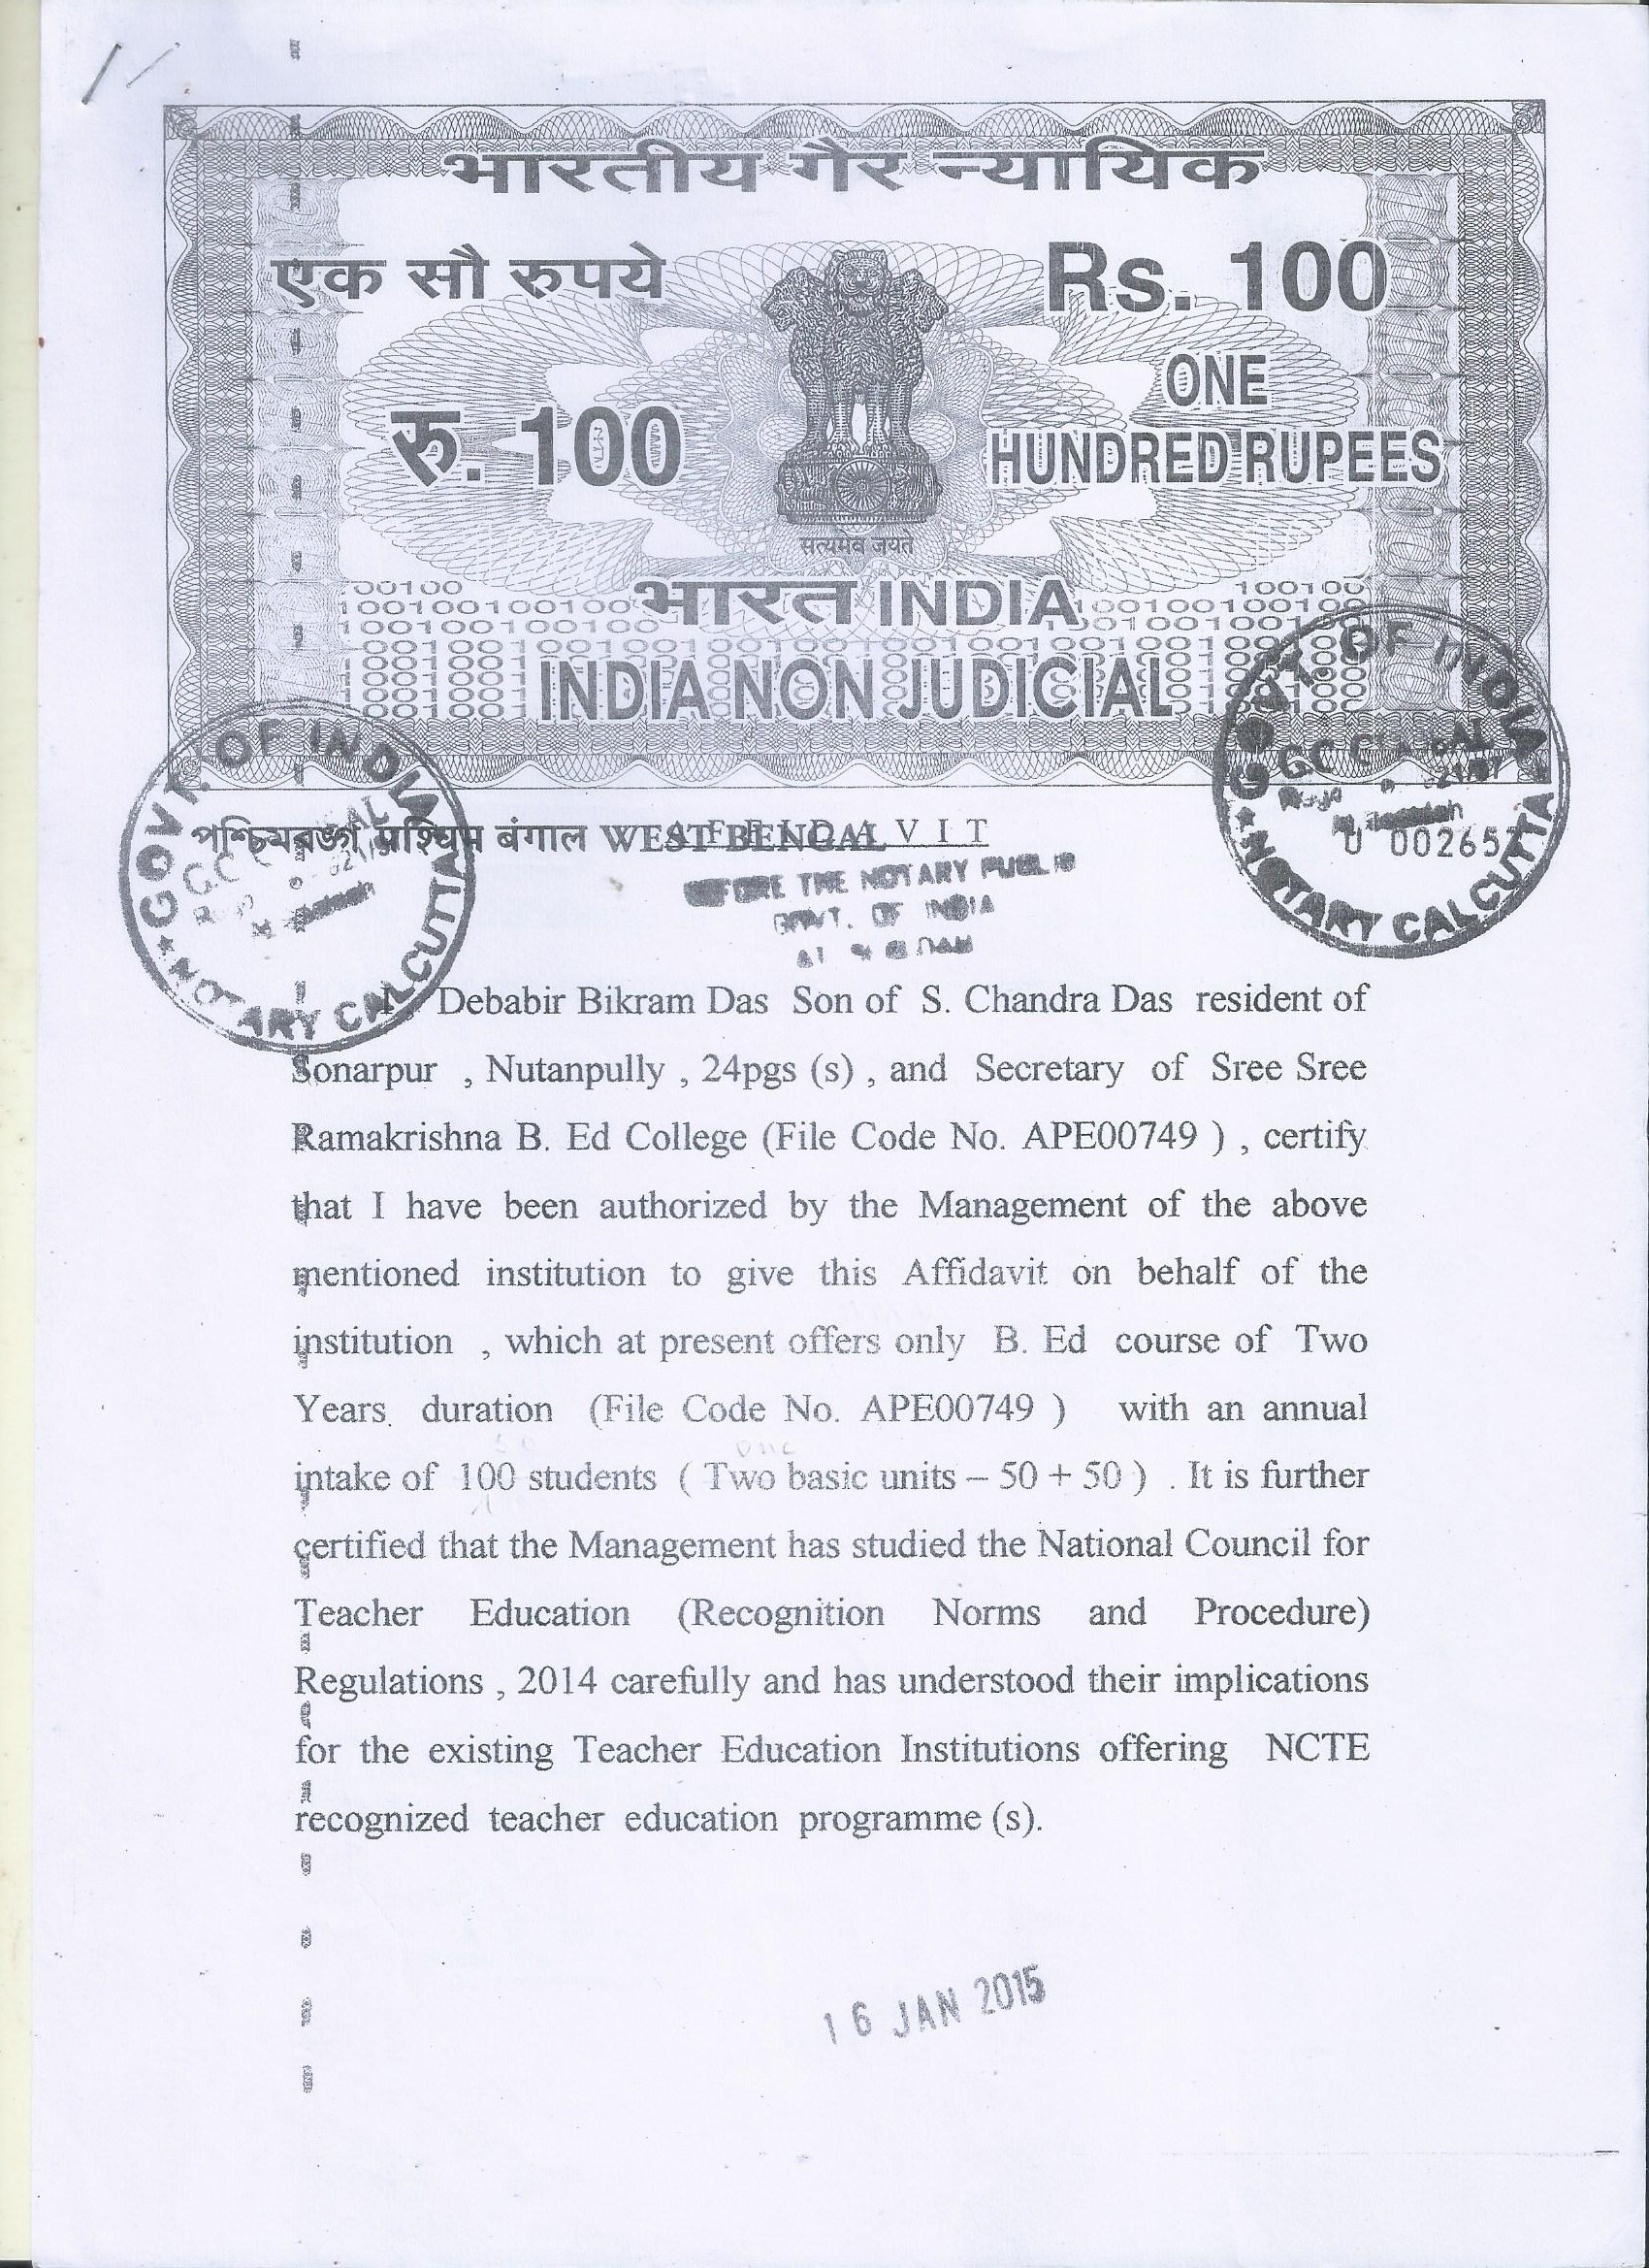 भारतीय गैर न्यायिक
एक सौ रुपये
Rs. 100
रु. 100
ONE
HUNDRED RUPEES
सत्यमेव जयते
भारत INDIA
INDIA NON JUDICIAL
GOVT. OF INDIA
NOTARY CALCUTTA
GOVT. OF INDIA
NOTARY CALCUTTA
পশ্চিমবঙ্গ पश्चिम बंगाल WEST BENGAL
AFFIDAVIT
BEFORE THE NOTARY PUBLIC
GOVT. OF INDIA
I Debabir Bikram Das Son of S. Chandra Das resident of
Sonarpur , Nutanpully , 24pgs (s) , and Secretary of Sree Sree
Ramakrishna B. Ed College (File Code No. APE00749 ) , certify
that I have been authorized by the Management of the above
mentioned institution to give this Affidavit on behalf of the
institution , which at present offers only B. Ed course of Two
Years duration (File Code No. APE00749 ) with an annual
50 one
intake of 100 students ( Two basic units – 50 + 50 ) . It is further
certified that the Management has studied the National Council for
Teacher Education (Recognition Norms and Procedure)
Regulations , 2014 carefully and has understood their implications
for the existing Teacher Education Institutions offering NCTE
recognized teacher education programme (s).
16 JAN 2015